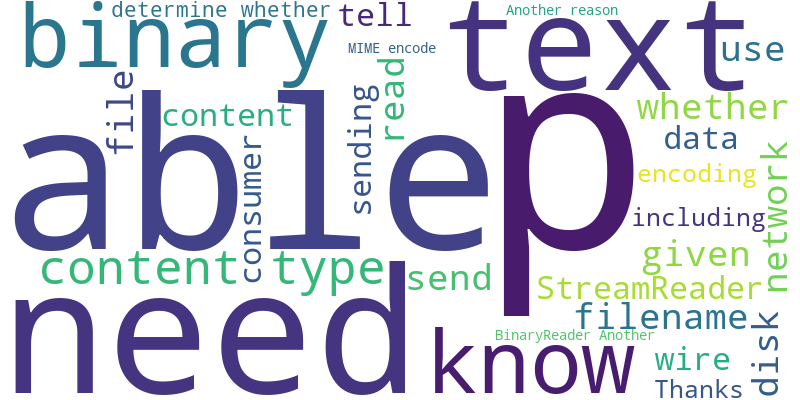 determine whether
tell
Another reason
binary
text
MIME encode
use
file
content
sending
read
whether
data
able
p
encoding
network
consumer
including
content type
send
given
StreamReader
need
filename
BinaryReader Another
know
wire
disk
Thanks